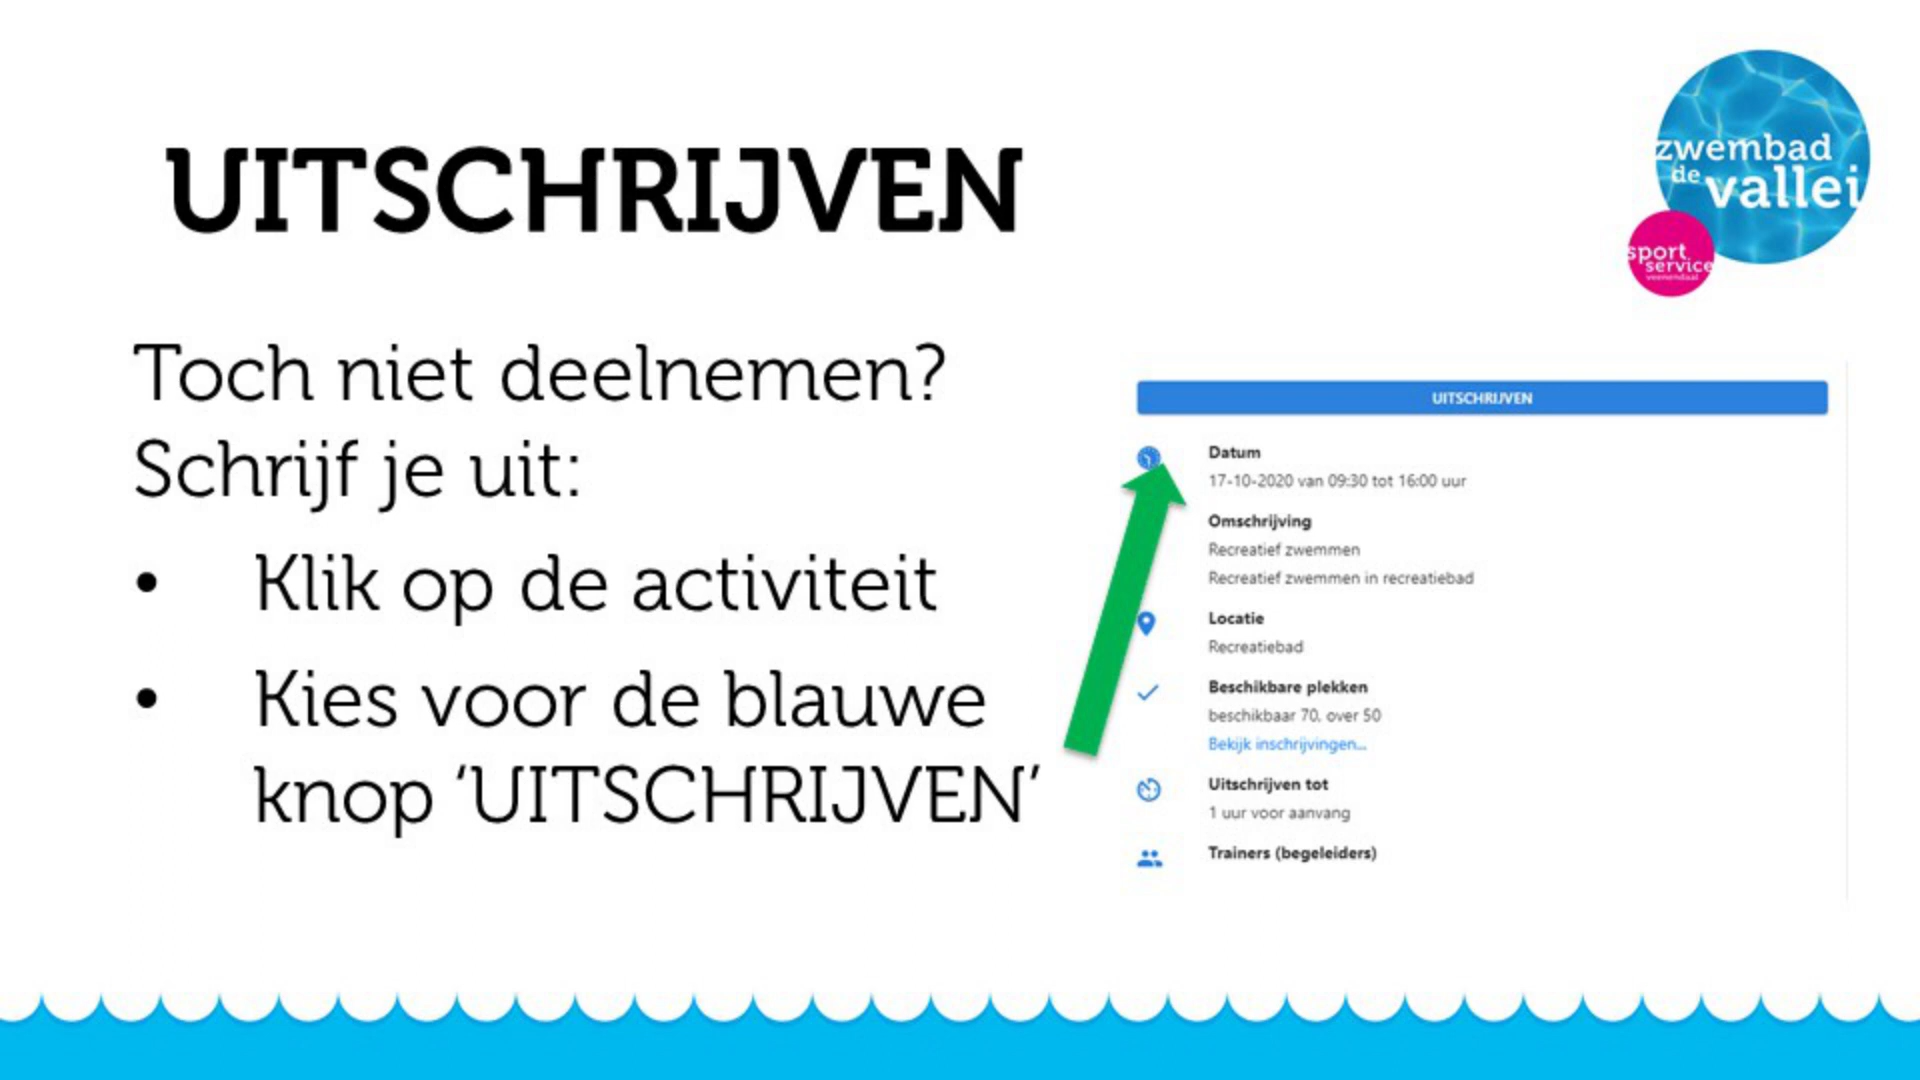 UITSCHRIJVEN
zwembad
de vallei
sport
service
veenendaal
Toch niet deelnemen?
Schrijf je uit:
• Klik op de activiteit
• Kies voor de blauwe
knop ‘UITSCHRIJVEN’
UITSCHRIJVEN
Datum
17-10-2020 van 09:30 tot 16:00 uur
Omschrijving
Recreatief zwemmen
Recreatief zwemmen in recreatiebad
Locatie
Recreatiebad
Beschikbare plekken
beschikbaar 70, over 50
Bekijk inschrijvingen...
Uitschrijven tot
1 uur voor aanvang
Trainers (begeleiders)